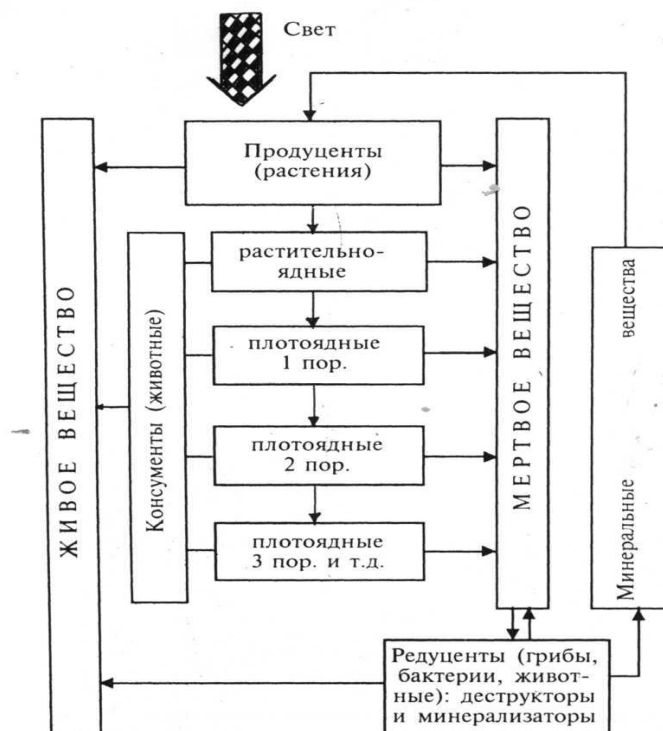 Свет
Продуценты
(растения)
растительно-
ядные
плотоядные
1 пор.
плотоядные
2 пор.
плотоядные
3 пор. и т.д.
Консументы (животные)
ЖИВОЕ ВЕЩЕСТВО
МЕРТВОЕ ВЕЩЕСТВО
Минеральные вещества
Редуценты (грибы,
бактерии, живот-
ные): деструкторы
и минерализаторы